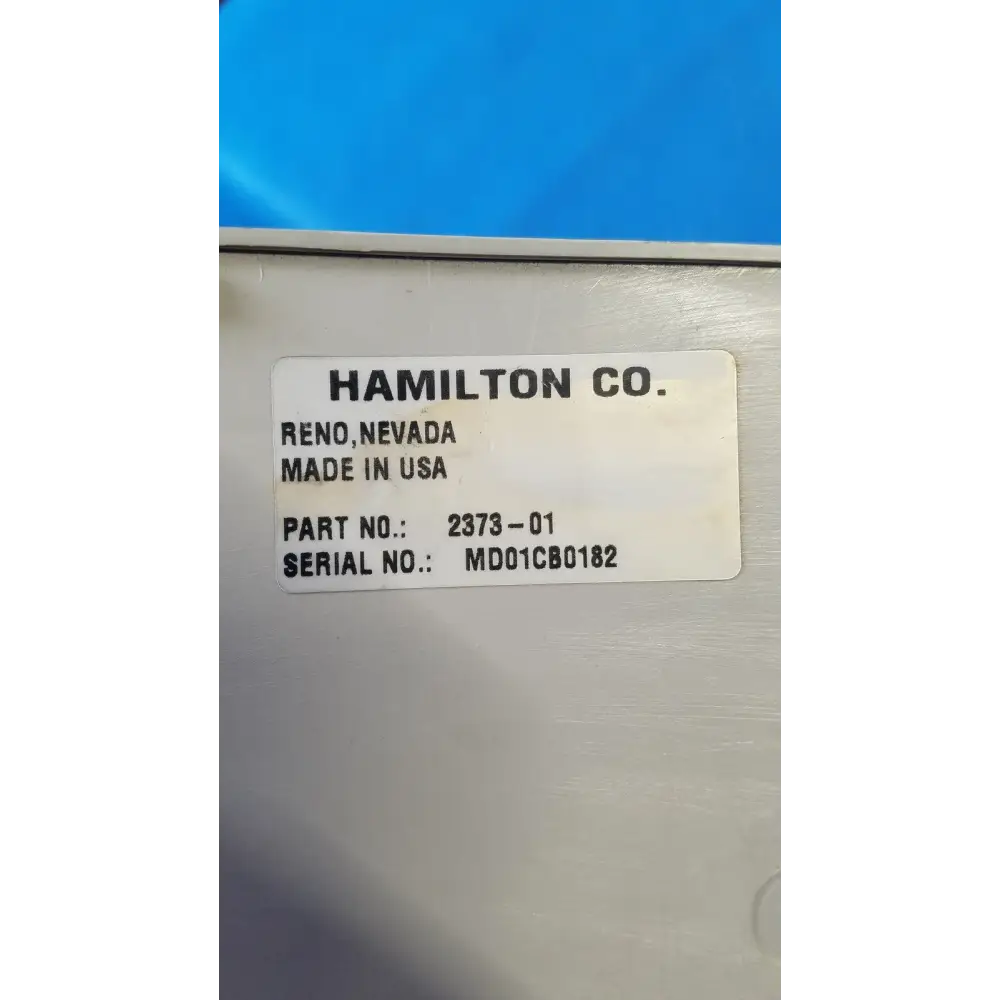 HAMILTON CO.
RENO,NEVADA
MADE IN USA
PART NO.: 2373-01
SERIAL NO.: MD01CB0182